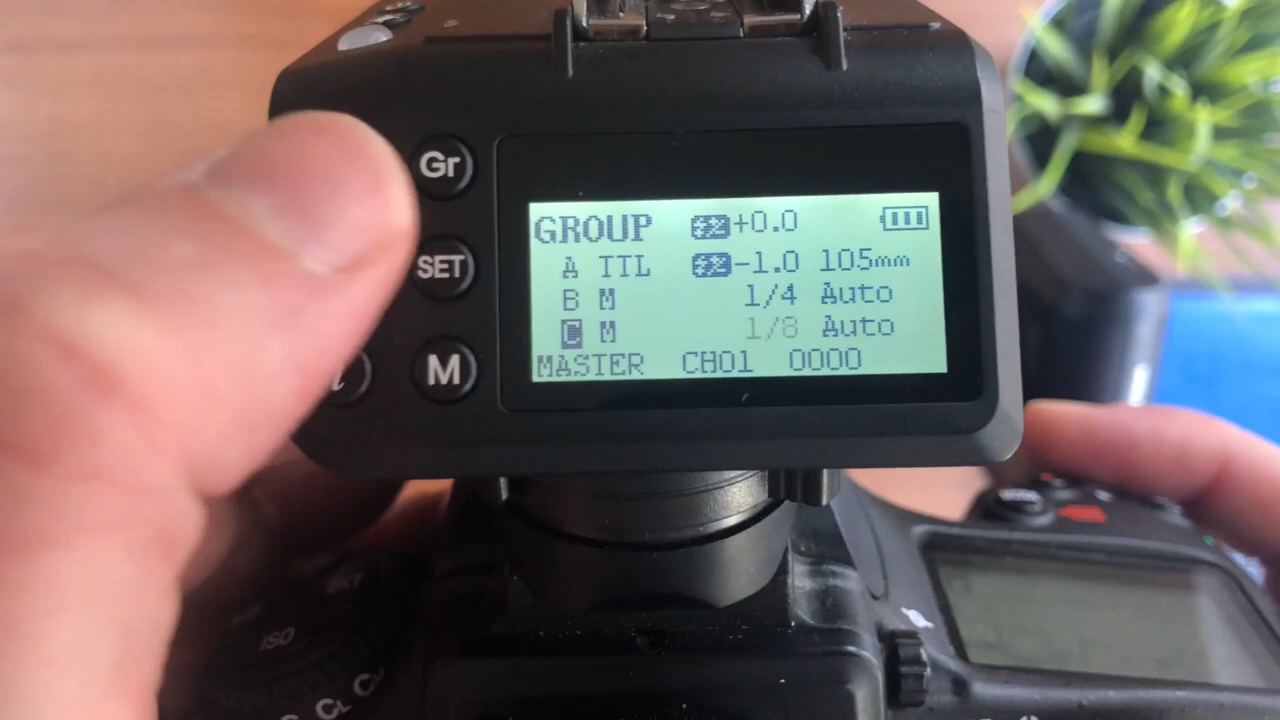 Gr
SET
M
GROUP +0.0
A TTL -1.0 105mm
B M 1/4 Auto
C M 1/8 Auto
MASTER CH01 0000
ISO
CL